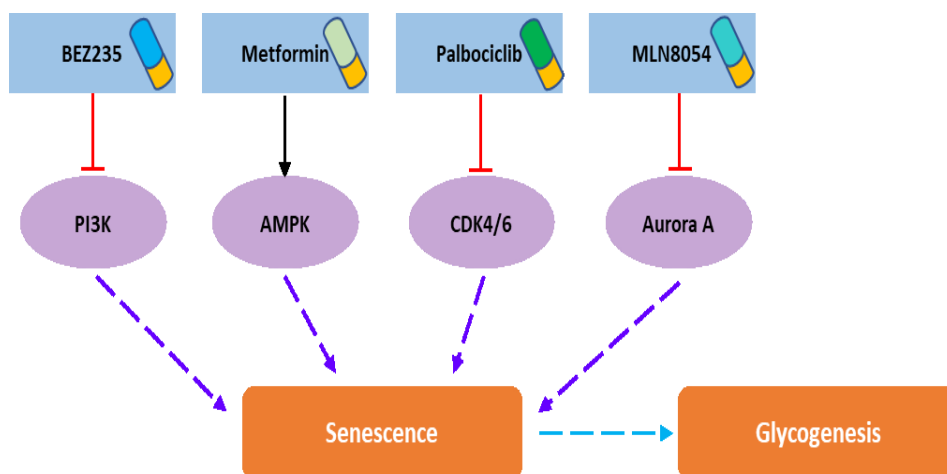 BEZ235
Metformin
Palbociclib
MLN8054
PI3K
AMPK
CDK4/6
Aurora A
Senescence
Glycogenesis